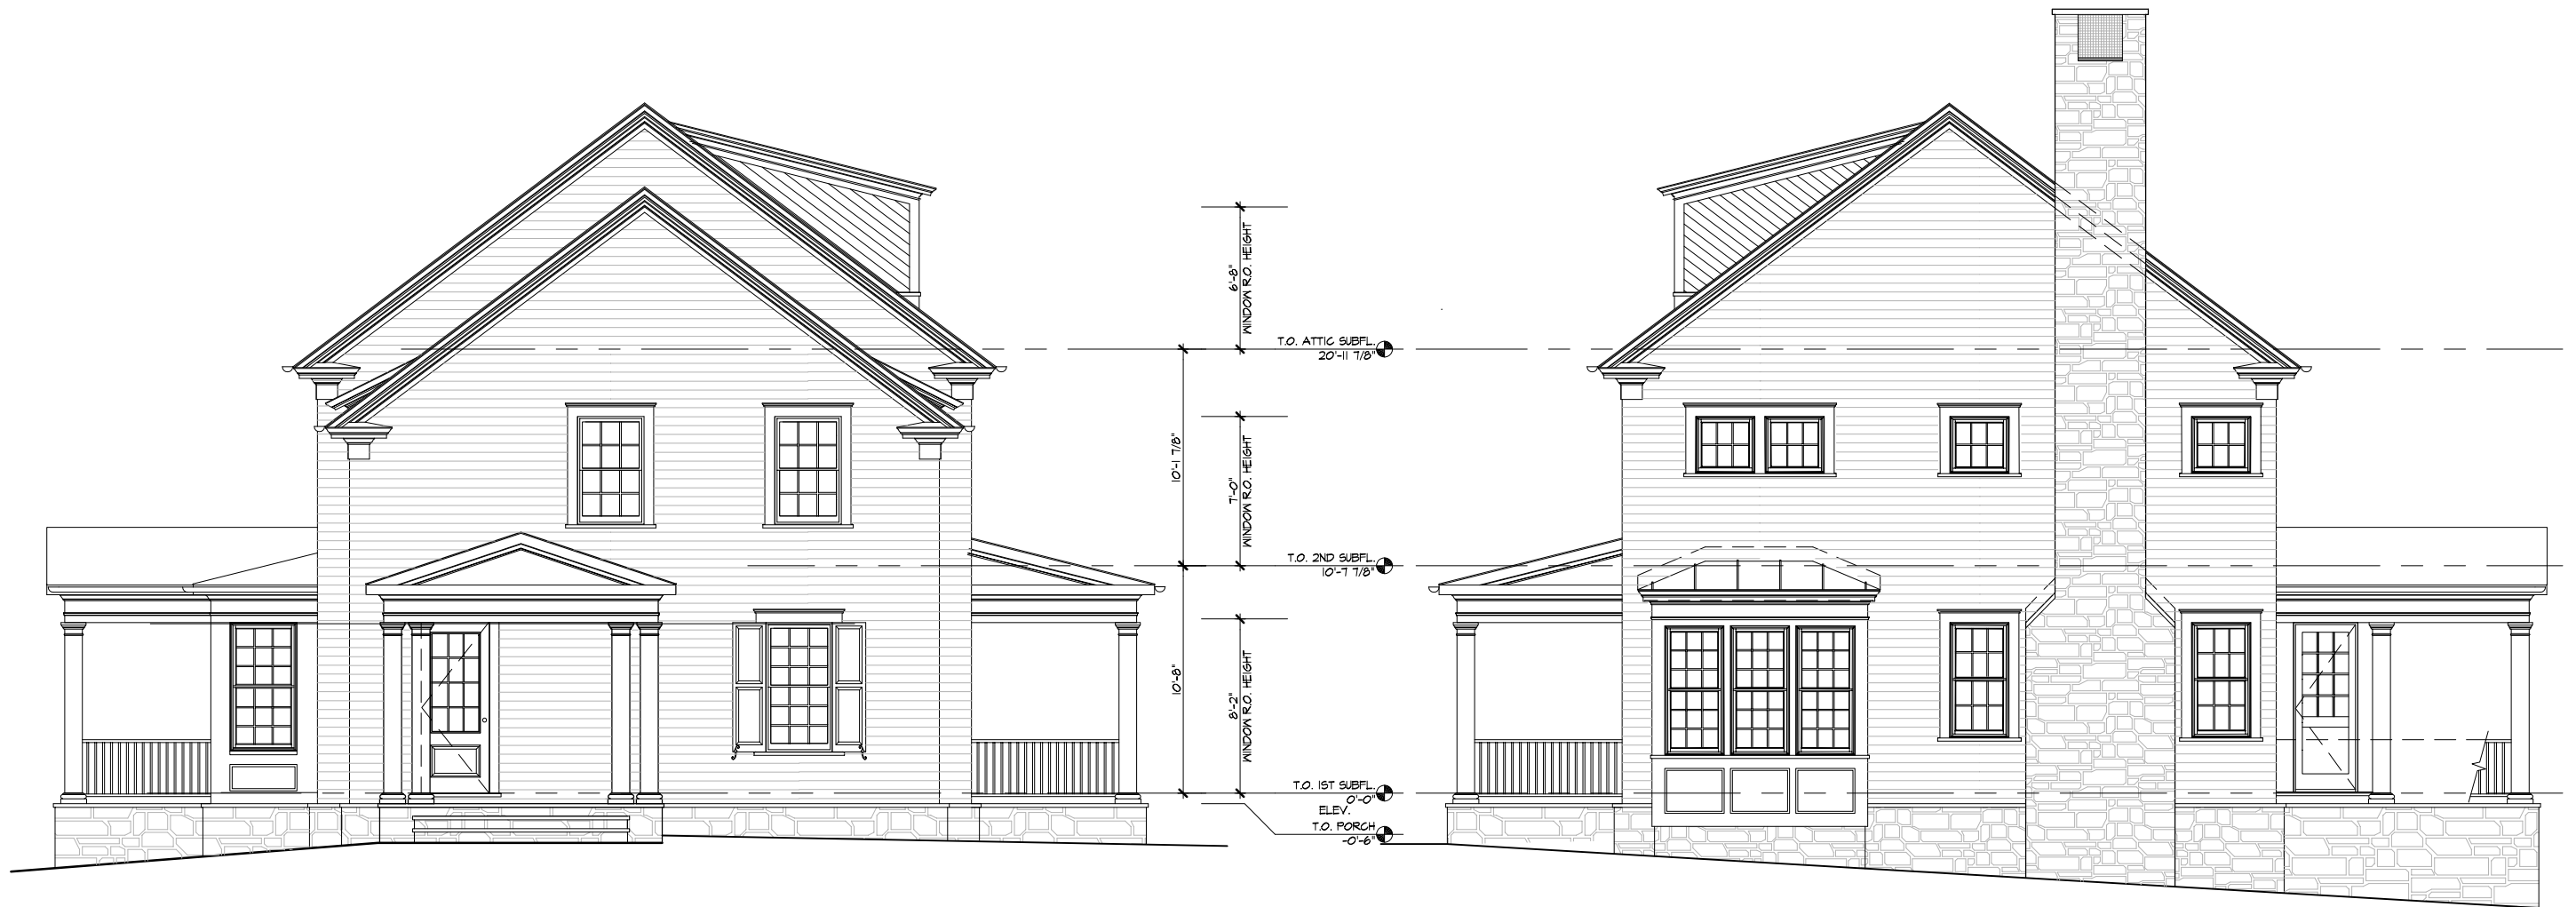 6'-8"
WINDOW R.O. HEIGHT
T.O. ATTIC SUBFL.
20'-11 7/8"
10'-1 7/8"
7'-0"
WINDOW R.O. HEIGHT
T.O. 2ND SUBFL.
10'-7 7/8"
10'-8"
8'-2"
WINDOW R.O. HEIGHT
T.O. 1ST SUBFL.
0'-0"
ELEV.
T.O. PORCH
-0'-6"